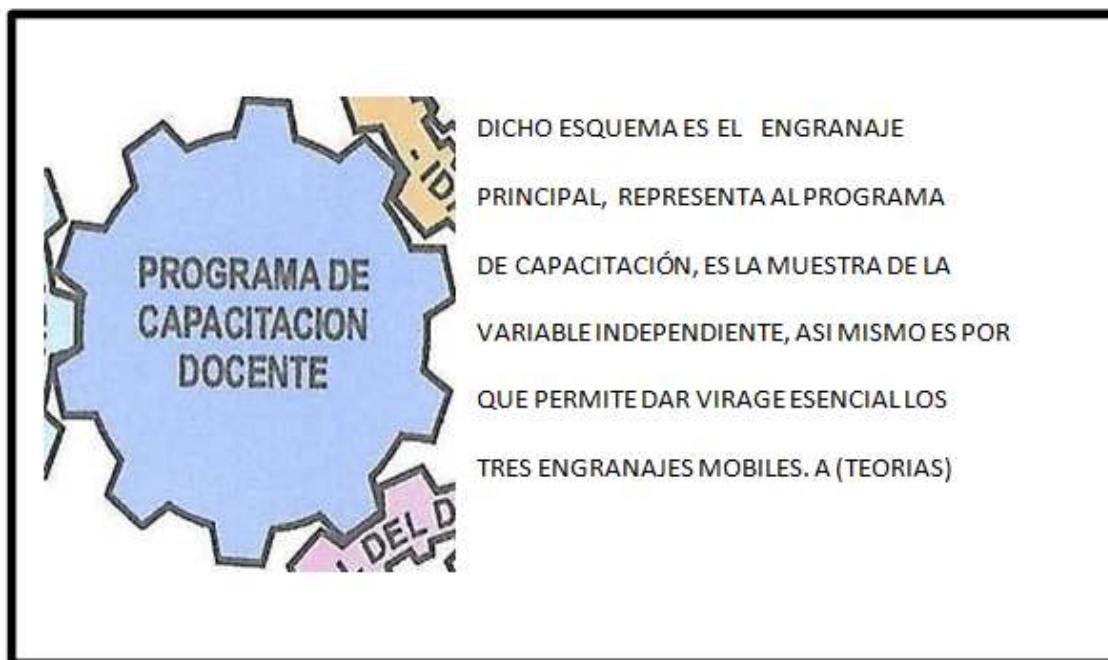 PROGRAMA DE
CAPACITACION
DOCENTE
DICHO ESQUEMA ES EL ENGRANAJE
PRINCIPAL, REPRESENTA AL PROGRAMA
DE CAPACITACIÓN, ES LA MUESTRA DE LA
VARIABLE INDEPENDIENTE, ASI MISMO ES POR
QUE PERMITE DAR VIRAGE ESENCIAL LOS
TRES ENGRANAJES MOBILES. A (TEORIAS)
DEL